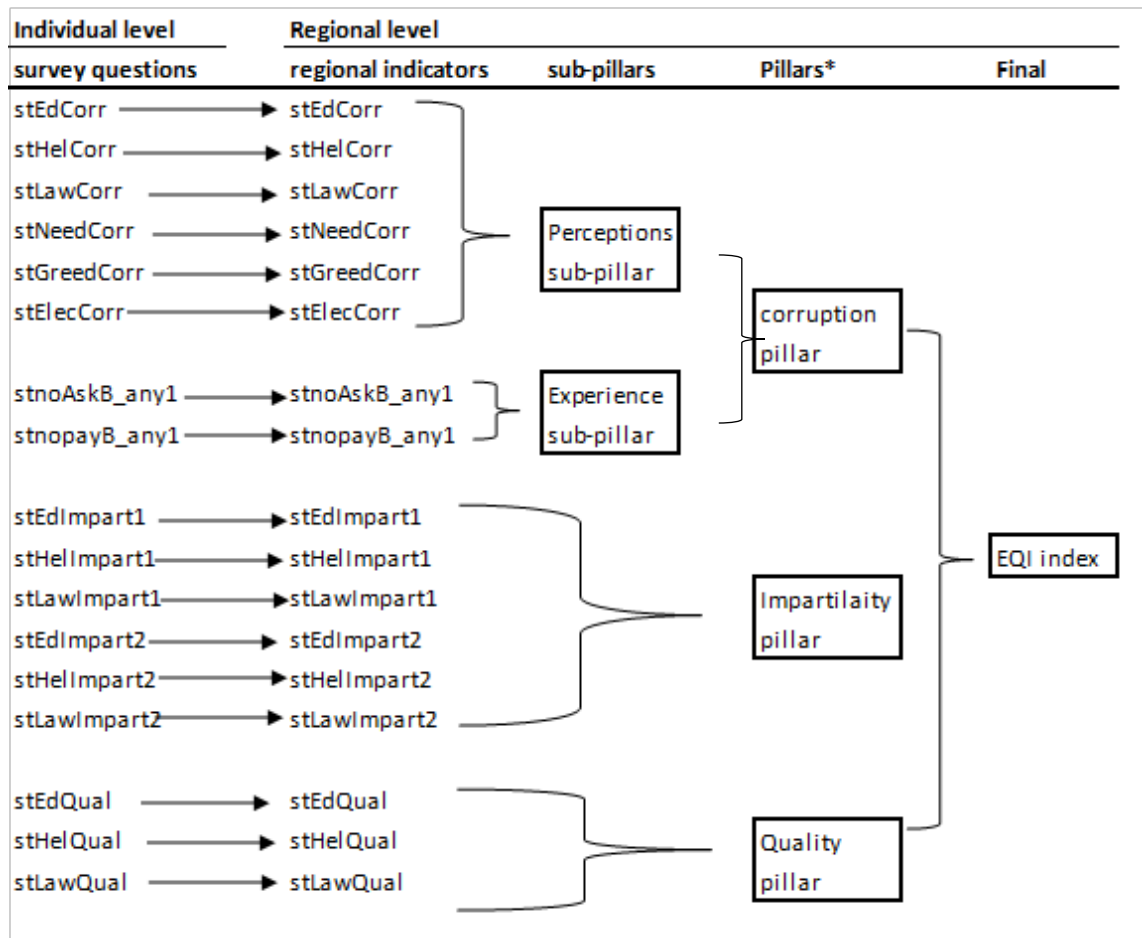 Individual level Regional level
survey questions regional indicators sub-pillars Pillars* Final
stEdCorr stEdCorr
stHelCorr stHelCorr
stLawCorr stLawCorr
stNeedCorr stNeedCorr Perceptions
stGreedCorr stGreedCorr sub-pillar
stElecCorr stElecCorr corruption
pillar
stnoAskB_any1 stnoAskB_any1 Experience
stnopayB_any1 stnopayB_any1 sub-pillar
stEdImpart1 stEdImpart1
stHelImpart1 stHelImpart1 EQI index
stLawImpart1 stLawImpart1 Impartilaity
stEdImpart2 stEdImpart2 pillar
stHelImpart2 stHelImpart2
stLawImpart2 stLawImpart2
stEdQual stEdQual
stHelQual stHelQual Quality
stLawQual stLawQual pillar